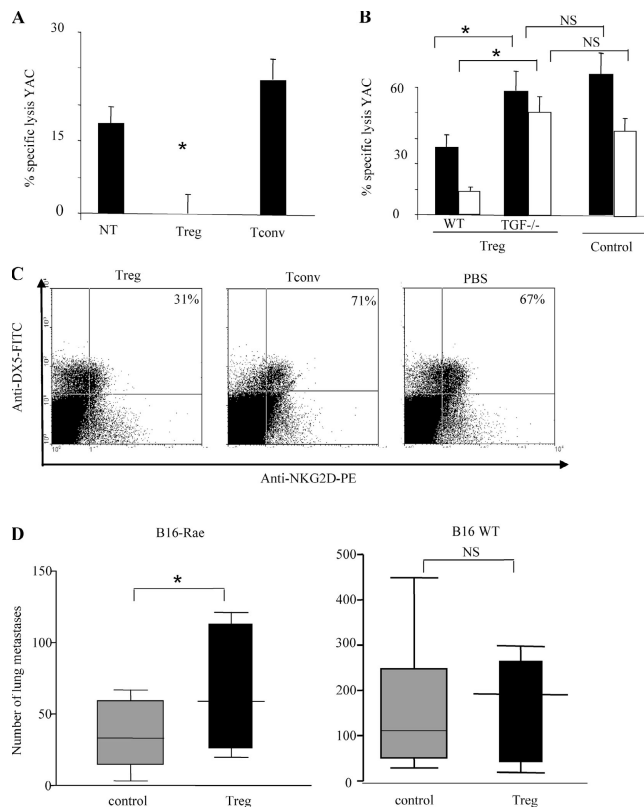 A
B
NS
*
NS
*
% specific lysis YAC
30
15
0
*
NT
Treg
Tconv
% specific lysis YAC
60
30
0
WT
TGF-/-
Treg
Control
C
Treg
Tconv
PBS
31%
71%
67%
Anti-DX5-FITC
Anti-NKG2D-PE
D
B16-Rae
B16 WT
Number of lung metastases
150
100
50
0
*
control
Treg
500
400
300
200
100
0
NS
control
Treg